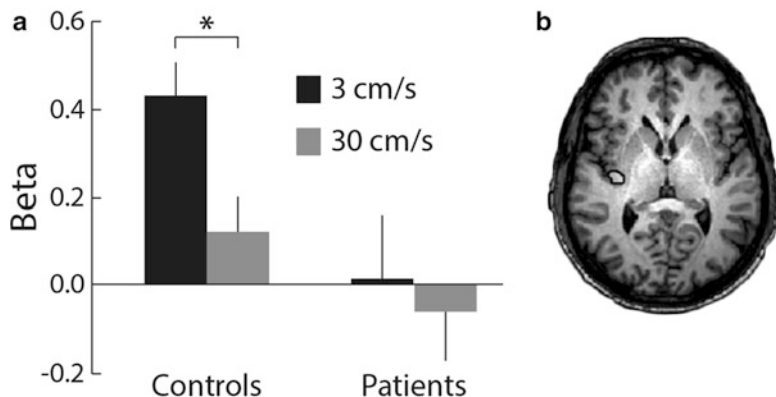 a
b
0.6
*
3 cm/s
0.4
30 cm/s
Beta
0.2
0.0
-0.2
Controls
Patients